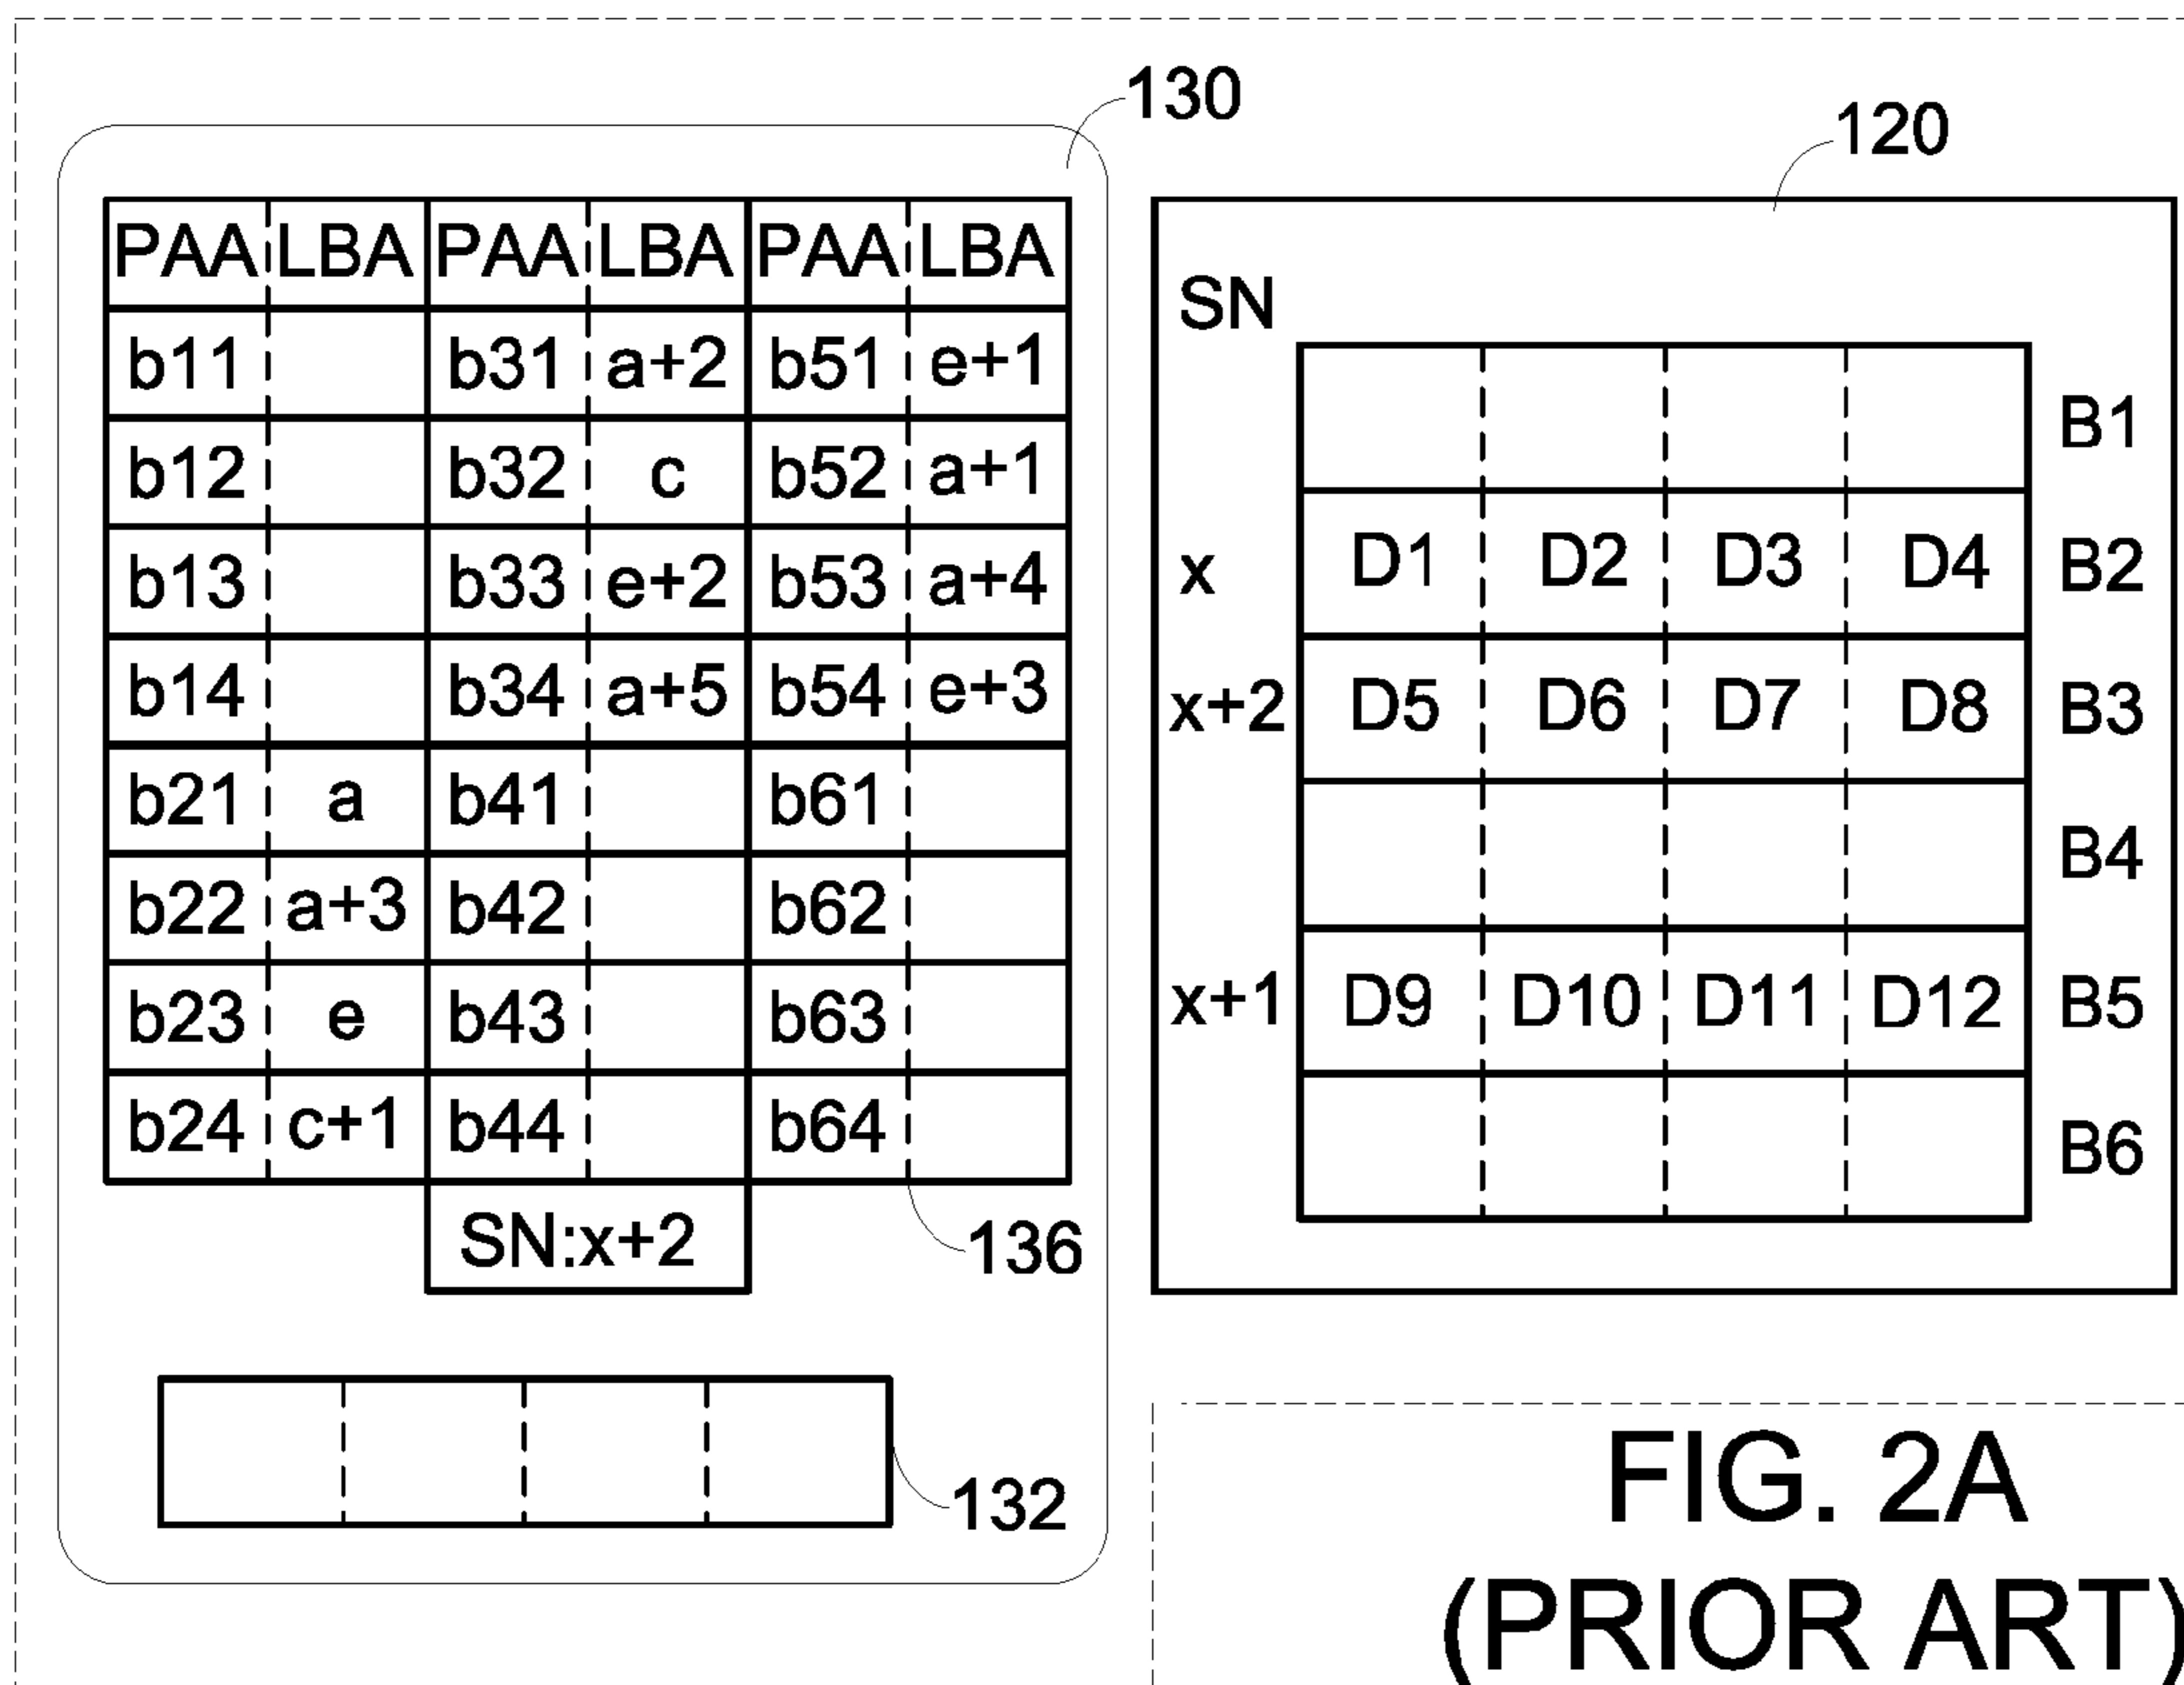 130
120
PAA LBA PAA LBA PAA LBA
b11 b31 a+2 b51 e+1
b12 b32 c b52 a+1
b13 b33 e+2 b53 a+4
b14 b34 a+5 b54 e+3
b21 a b41 b61
b22 a+3 b42 b62
b23 e b43 b63
b24 c+1 b44 b64
SN:x+2
136
132
SN
B1
x D1 D2 D3 D4 B2
x+2 D5 D6 D7 D8 B3
B4
x+1 D9 D10 D11 D12 B5
B6
FIG. 2A
(PRIOR ART)